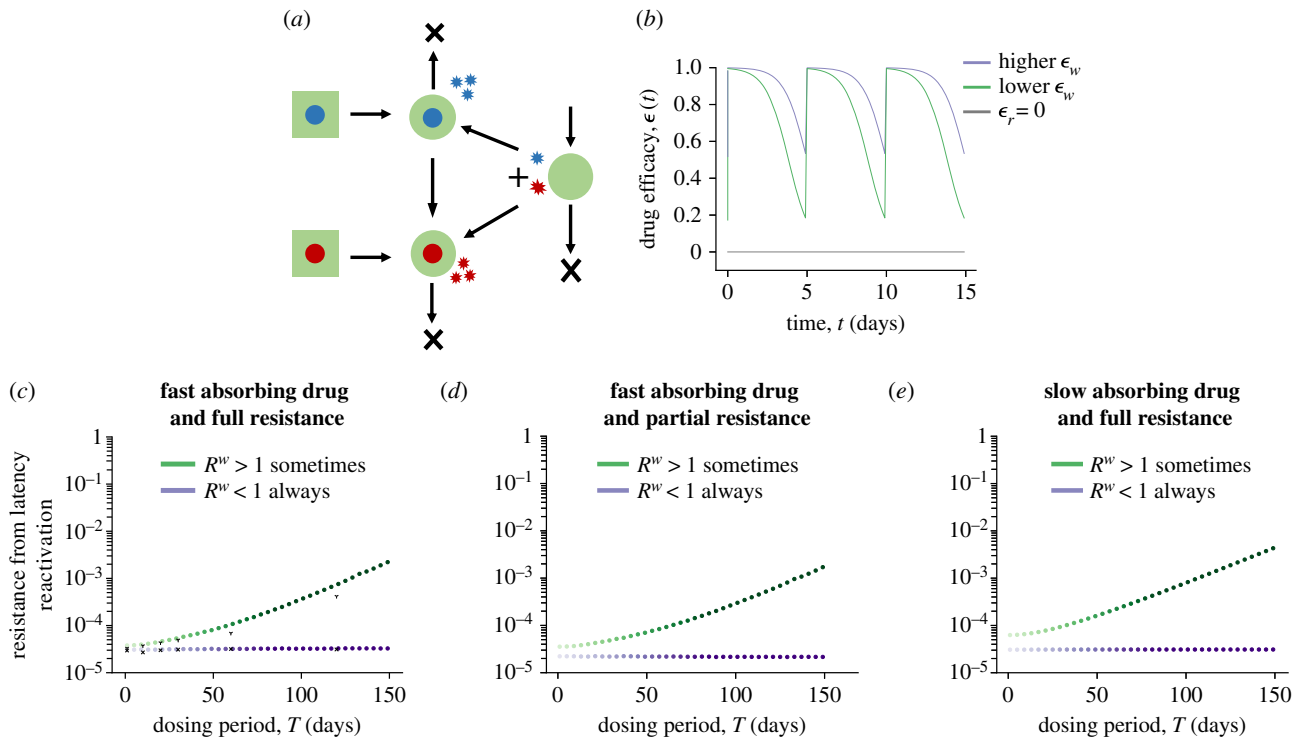 (a)
(b)
drug efficacy, ϵ (t)
1.0
0.8
0.6
0.4
0.2
0
0
5
10
15
time, t (days)
higher ϵ_w
lower ϵ_w
ϵ_r = 0
(c)
fast absorbing drug
and full resistance
resistance from latency
reactivation
1
10⁻¹
10⁻²
10⁻³
10⁻⁴
10⁻⁵
R^w > 1 sometimes
R^w < 1 always
0
50
100
150
dosing period, T (days)
(d)
fast absorbing drug
and partial resistance
1
10⁻¹
10⁻²
10⁻³
10⁻⁴
10⁻⁵
R^w > 1 sometimes
R^w < 1 always
0
50
100
150
dosing period, T (days)
(e)
slow absorbing drug
and full resistance
1
10⁻¹
10⁻²
10⁻³
10⁻⁴
10⁻⁵
R^w > 1 sometimes
R^w < 1 always
0
50
100
150
dosing period, T (days)